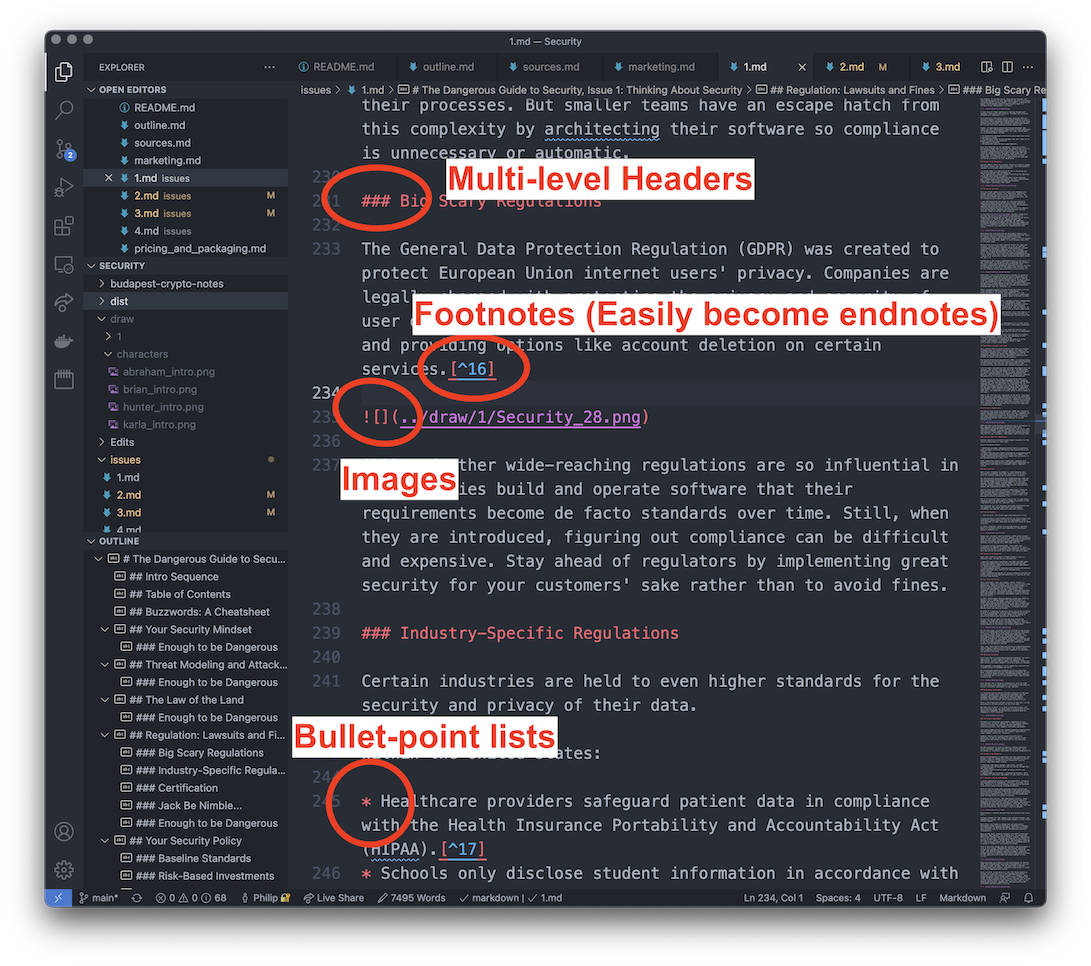 1.md — Security
EXPLORER
README.md
outline.md
sources.md
marketing.md
1.md
2.md M
3.md
OPEN EDITORS
README.md
outline.md
sources.md
marketing.md
1.md issues
2.md issues M
3.md issues M
4.md issues
pricing_and_packaging.md
SECURITY
budapest-crypto-notes
dist
draw
1
characters
abraham_intro.png
brian_intro.png
hunter_intro.png
karla_intro.png
Edits
issues
1.md
2.md M
3.md M
4.md
OUTLINE
# The Dangerous Guide to Secu...
## Intro Sequence
## Table of Contents
## Buzzwords: A Cheatsheet
## Your Security Mindset
### Enough to be Dangerous
## Threat Modeling and Attack...
### Enough to be Dangerous
## The Law of the Land
### Enough to be Dangerous
## Regulation: Lawsuits and Fi...
### Big Scary Regulations
### Industry-Specific Regula...
### Certification
### Jack Be Nimble...
### Enough to be Dangerous
## Your Security Policy
### Baseline Standards
### Risk-Based Investments
issues > 1.md > # The Dangerous Guide to Security, Issue 1: Thinking About Security > ## Regulation: Lawsuits and Fines > ### Big Scary Re
their processes. But smaller teams have an escape hatch from
this complexity by architecting their software so compliance
is unnecessary or automatic.
230
Multi-level Headers
231 ### Big Scary Regulations
232
233 The General Data Protection Regulation (GDPR) was created to
protect European Union internet users' privacy. Companies are
Footnotes (Easily become endnotes)
user
and providing options like account deletion on certain
services.[^16]
234
235 ![](../draw/1/Security_28.png)
236
237 other wide-reaching regulations are so influential in
Images
build and operate software that their
requirements become de facto standards over time. Still, when
they are introduced, figuring out compliance can be difficult
and expensive. Stay ahead of regulators by implementing great
security for your customers' sake rather than to avoid fines.
238
239 ### Industry-Specific Regulations
240
241 Certain industries are held to even higher standards for the
security and privacy of their data.
Bullet-point lists
245 * Healthcare providers safeguard patient data in compliance
with the Health Insurance Portability and Accountability Act
(HIPAA).[^17]
246 * Schools only disclose student information in accordance with
2
main* 0 0 68 Philip Live Share 7495 Words markdown | 1.md Ln 234, Col 1 Spaces: 4 UTF-8 LF Markdown